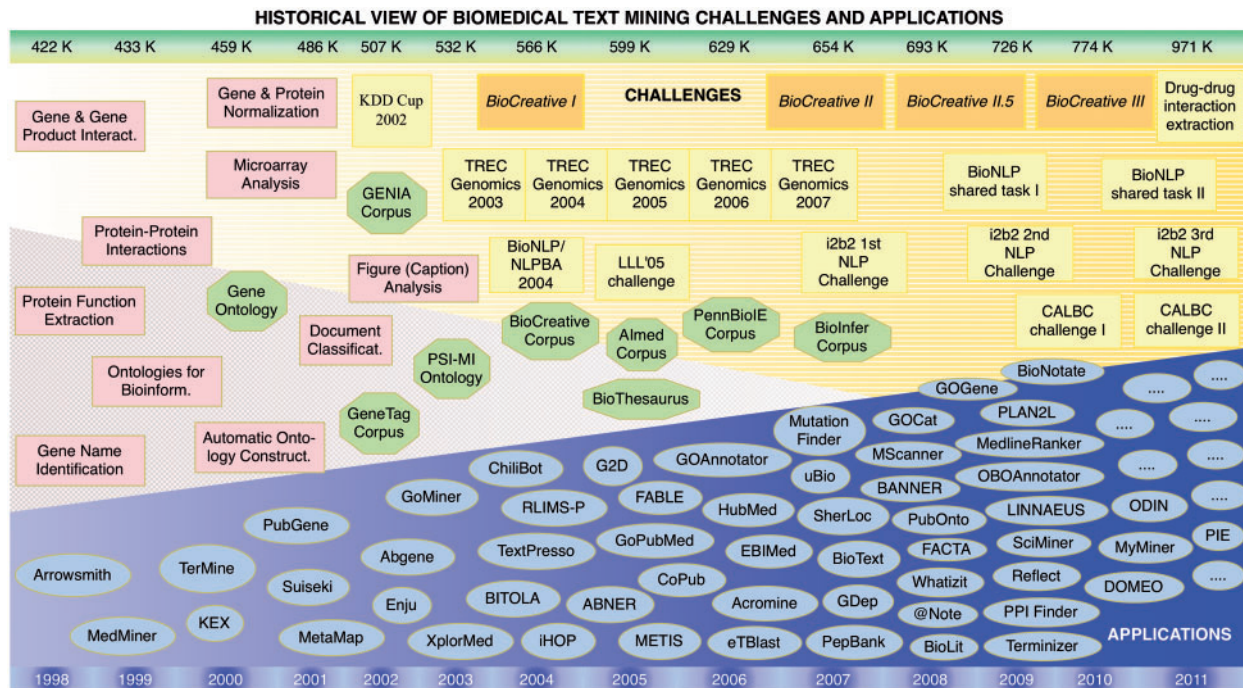 HISTORICAL VIEW OF BIOMEDICAL TEXT MINING CHALLENGES AND APPLICATIONS
422 K 433 K 459 K 486 K 507 K 532 K 566 K 599 K 629 K 654 K 693 K 726 K 774 K 971 K
Gene & Gene
Product Interact.
Gene & Protein
Normalization
KDD Cup
2002
BioCreative I
CHALLENGES
BioCreative II
BioCreative II.5
BioCreative III
Drug-drug
interaction
extraction
Microarray
Analysis
GENIA
Corpus
TREC
Genomics
2003
TREC
Genomics
2004
TREC
Genomics
2005
TREC
Genomics
2006
TREC
Genomics
2007
BioNLP
shared task I
BioNLP
shared task II
Protein-Protein
Interactions
Figure (Caption)
Analysis
BioNLP/
NLPBA
2004
LLL'05
challenge
i2b2 1st
NLP
Challenge
i2b2 2nd
NLP
Challenge
i2b2 3rd
NLP
Challenge
Protein Function
Extraction
Gene
Ontology
Document
Classificat.
PSI-MI
Ontology
BioCreative
Corpus
AImed
Corpus
PennBioIE
Corpus
BioInfer
Corpus
CALBC
challenge I
CALBC
challenge II
Ontologies for
Bioinform.
GeneTag
Corpus
BioThesaurus
BioNotate
GOGene
....
....
Gene Name
Identification
Automatic Onto-
logy Construct.
Mutation
Finder
GOCat
PLAN2L
....
....
ChiliBot
G2D
GOAnnotator
MScanner
MedlineRanker
....
GoMiner
RLIMS-P
FABLE
HubMed
uBio
BANNER
OBOAnnotator
....
....
PubGene
SherLoc
PubOnto
LINNAEUS
ODIN
Arrowsmith
TerMine
Suiseki
Abgene
TextPresso
GoPubMed
EBIMed
BioText
FACTA
SciMiner
MyMiner
PIE
Enju
BITOLA
CoPub
ABNER
Acromine
GDep
Whatizit
Reflect
DOMEO
....
MedMiner
KEX
MetaMap
XplorMed
iHOP
METIS
eTBlast
PepBank
@Note
BioLit
PPI Finder
Terminizer
APPLICATIONS
1998 1999 2000 2001 2002 2003 2004 2005 2006 2007 2008 2009 2010 2011